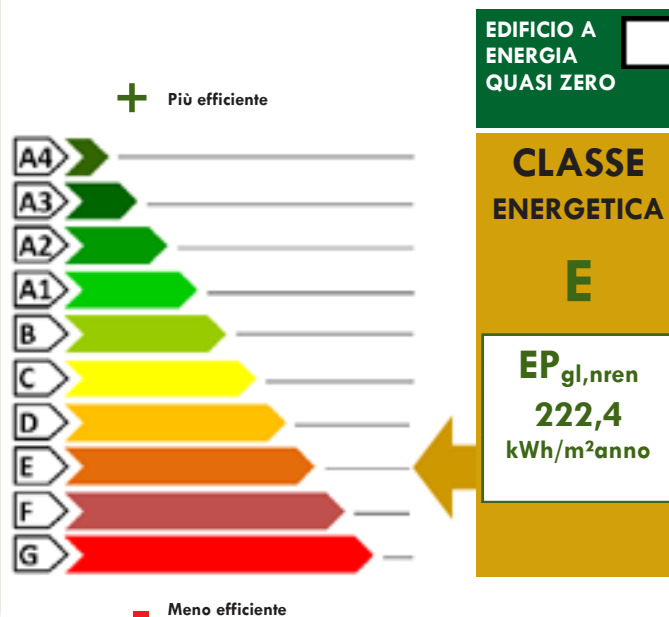 EDIFICIO A
ENERGIA
QUASI ZERO
+ Più efficiente
A4
A3
A2
A1
B
C
D
E
F
G
- Meno efficiente
CLASSE
ENERGETICA
E
EPgl,nren
222,4
kWh/m²anno